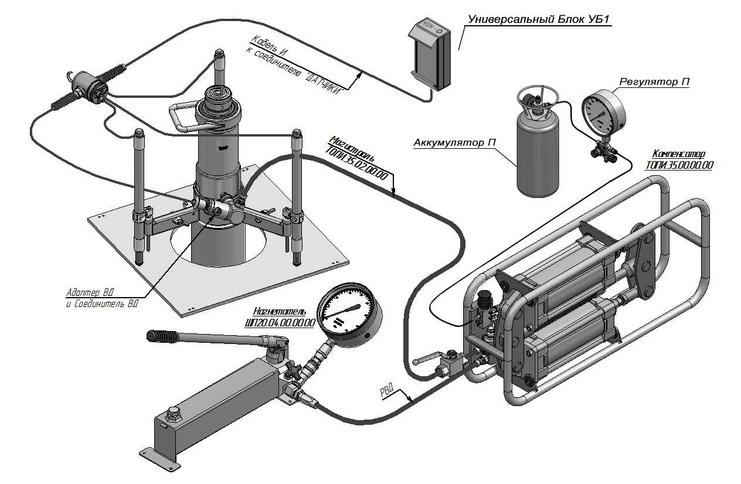 Универсальный Блок УБ1
Кабель И
к соединителю ДАТЧИКИ
Регулятор П
Аккумулятор П
Магистраль
ТОПИ.35.02.00.00
Компенсатор
ТОПИ.35.00.00.00
Адаптер ВД
и Соединитель ВД
Нагнетатель
ШП20.04.00.00.00
РВД